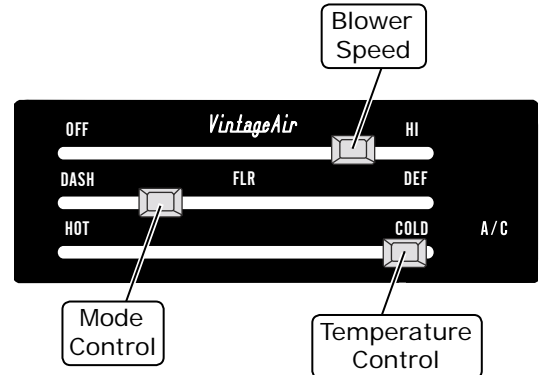 Blower
Speed
OFF VintageAir HI
DASH FLR DEF
HOT COLD A/C
Mode
Control
Temperature
Control